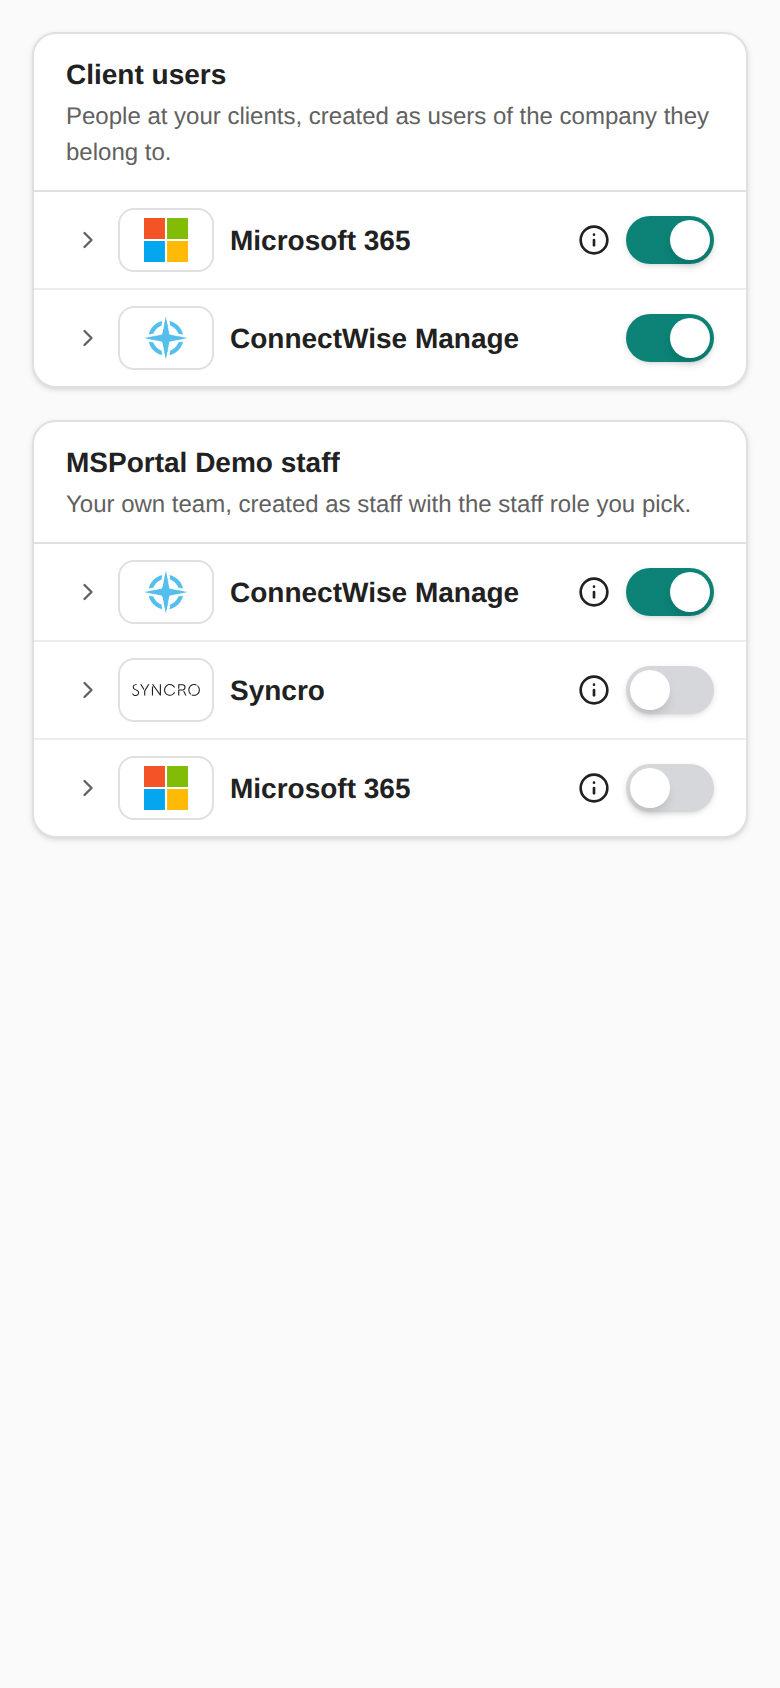 Client users
People at your clients, created as users of the company they
belong to.
Microsoft 365
ConnectWise Manage
MSPortal Demo staff
Your own team, created as staff with the staff role you pick.
ConnectWise Manage
SYNCRO
Syncro
Microsoft 365